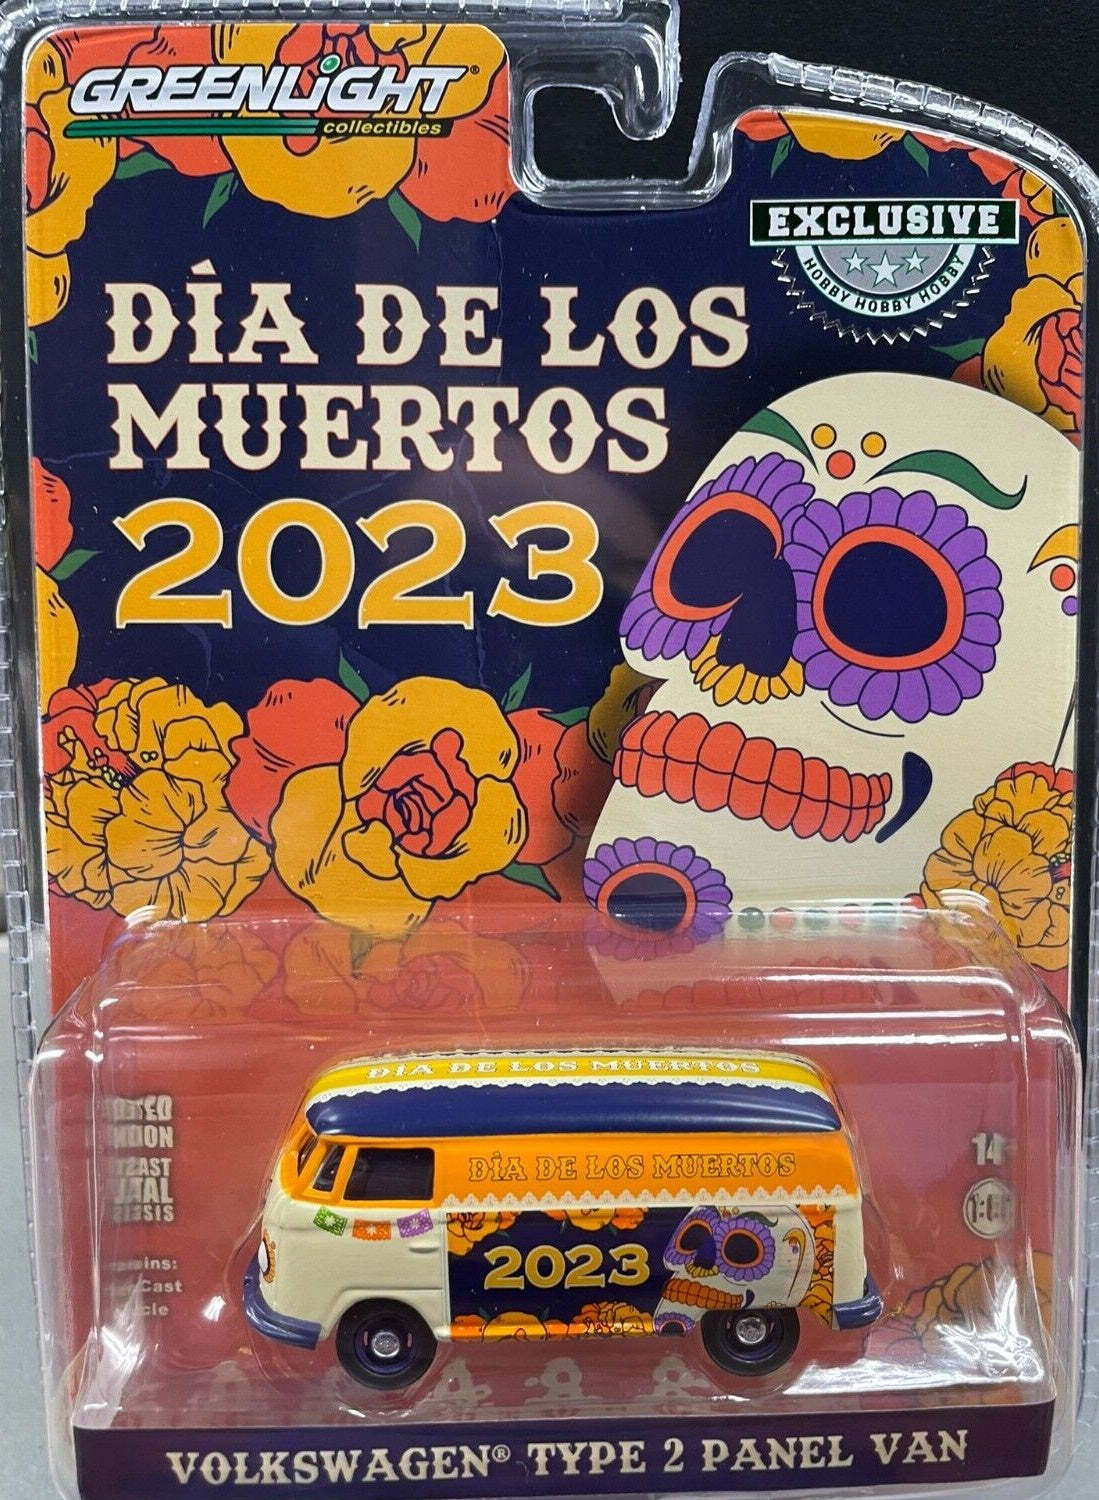 GREENLIGHT®
collectibles
EXCLUSIVE
HOBBY HOBBY HOBBY
DÍA DE LOS
MUERTOS
2023
DÍA DE LOS MUERTOS
DÍA DE LOS MUERTOS
2023
Cast
VOLKSWAGEN® TYPE 2 PANEL VAN